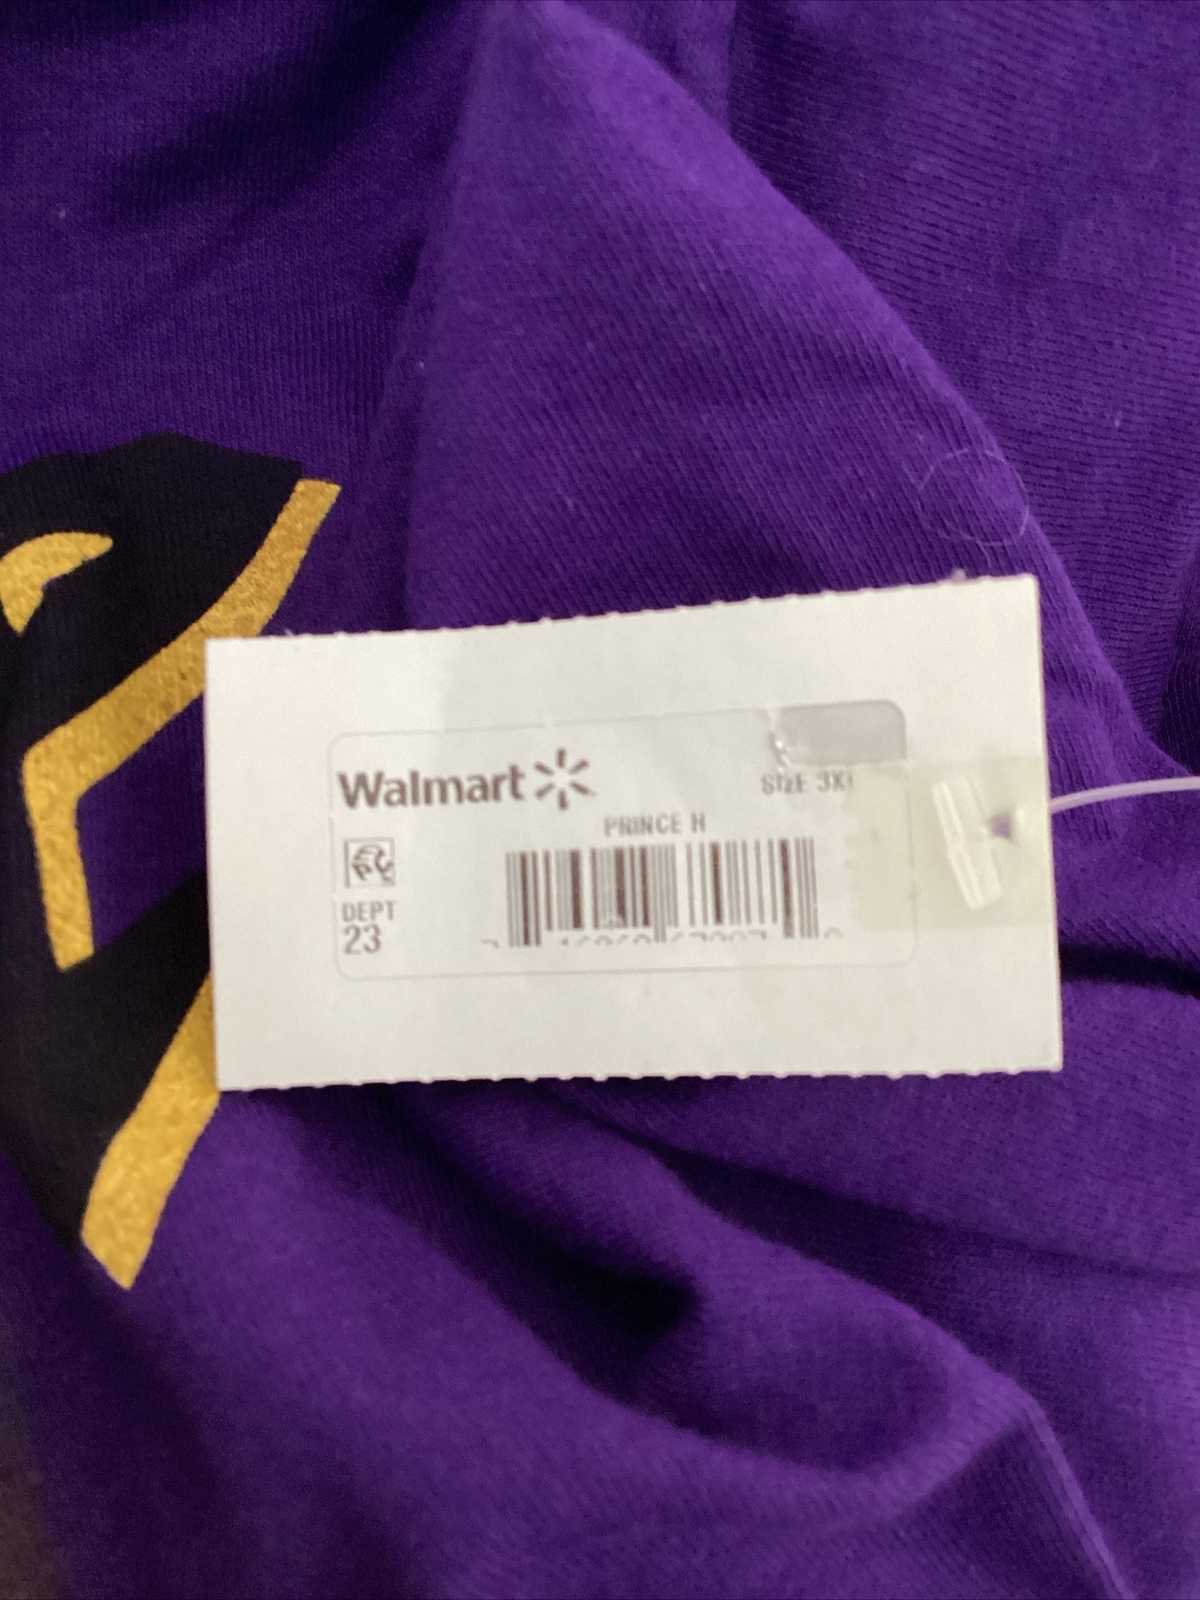 Walmart
SIZE 3X
PRINCE H
DEPT
23